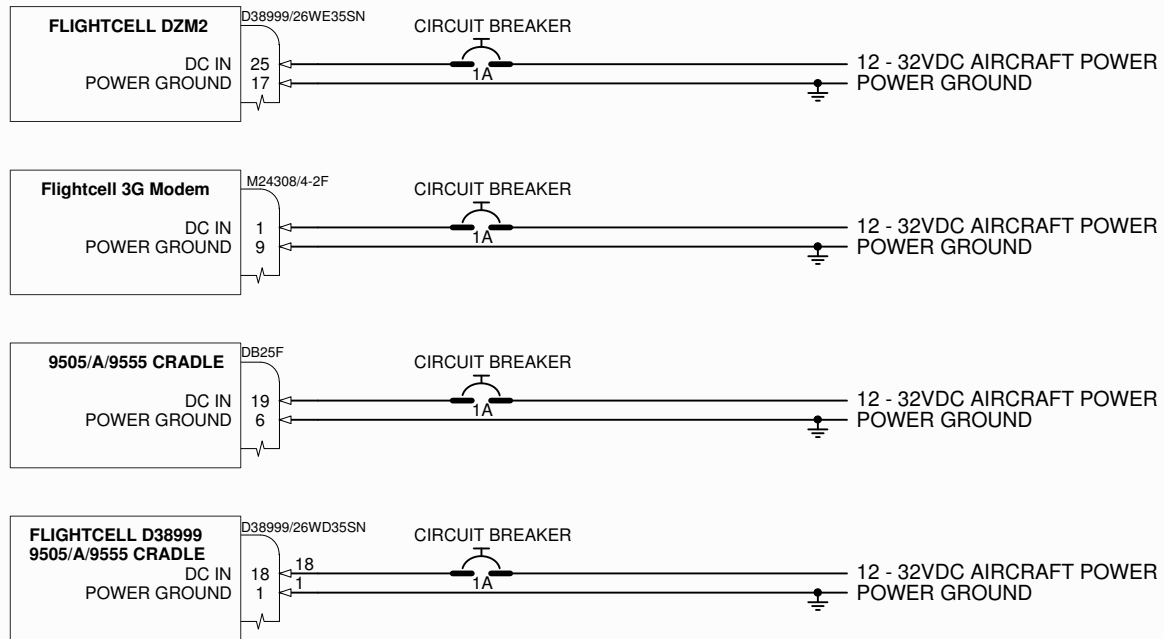 D38999/26WE35SN
FLIGHTCELL DZM2
CIRCUIT BREAKER
DC IN 25
1A
12 - 32VDC AIRCRAFT POWER
POWER GROUND 17
POWER GROUND
M24308/4-2F
Flightcell 3G Modem
CIRCUIT BREAKER
DC IN 1
1A
12 - 32VDC AIRCRAFT POWER
POWER GROUND 9
POWER GROUND
DB25F
9505/A/9555 CRADLE
CIRCUIT BREAKER
DC IN 19
1A
12 - 32VDC AIRCRAFT POWER
POWER GROUND 6
POWER GROUND
D38999/26WD35SN
FLIGHTCELL D38999
9505/A/9555 CRADLE
CIRCUIT BREAKER
DC IN 18
18
1A
12 - 32VDC AIRCRAFT POWER
POWER GROUND 1
1
POWER GROUND